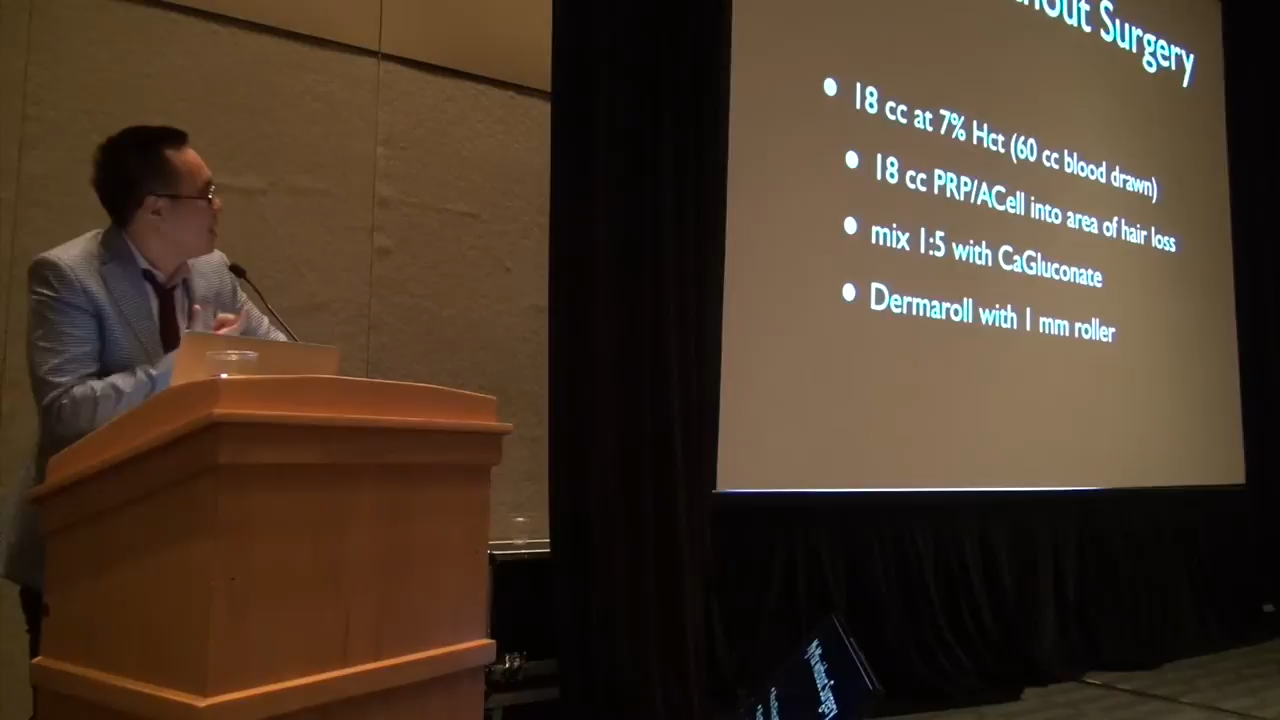 Surgery
18 cc at 7% Hct (60 cc blood drawn)
18 cc PRP/ACell into area of hair loss
mix 1:5 with CaGluconate
Dermaroll with 1 mm roller
Surgery